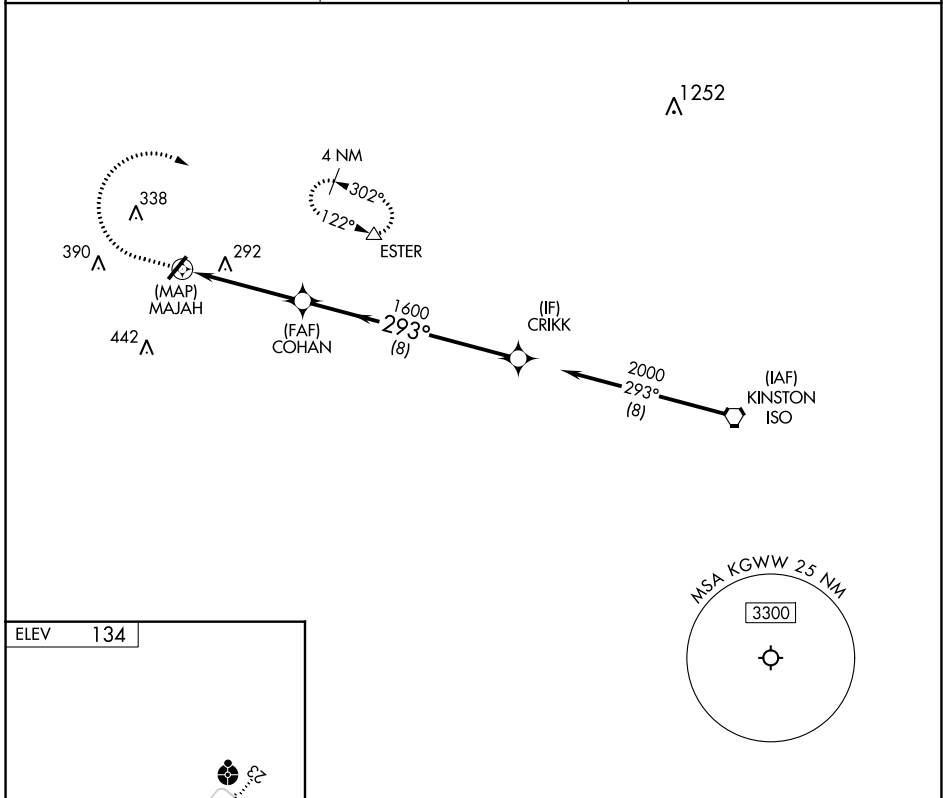 1252
4 NM
302°
122°
ESTER
338
390
292
(MAP)
MAJAH
442
(FAF)
COHAN
1600
293°
(8)
(IF)
CRIKK
2000
293°
(8)
(IAF)
KINSTON
ISO
MSA KGWW 25 NM
3300
ELEV 134
23